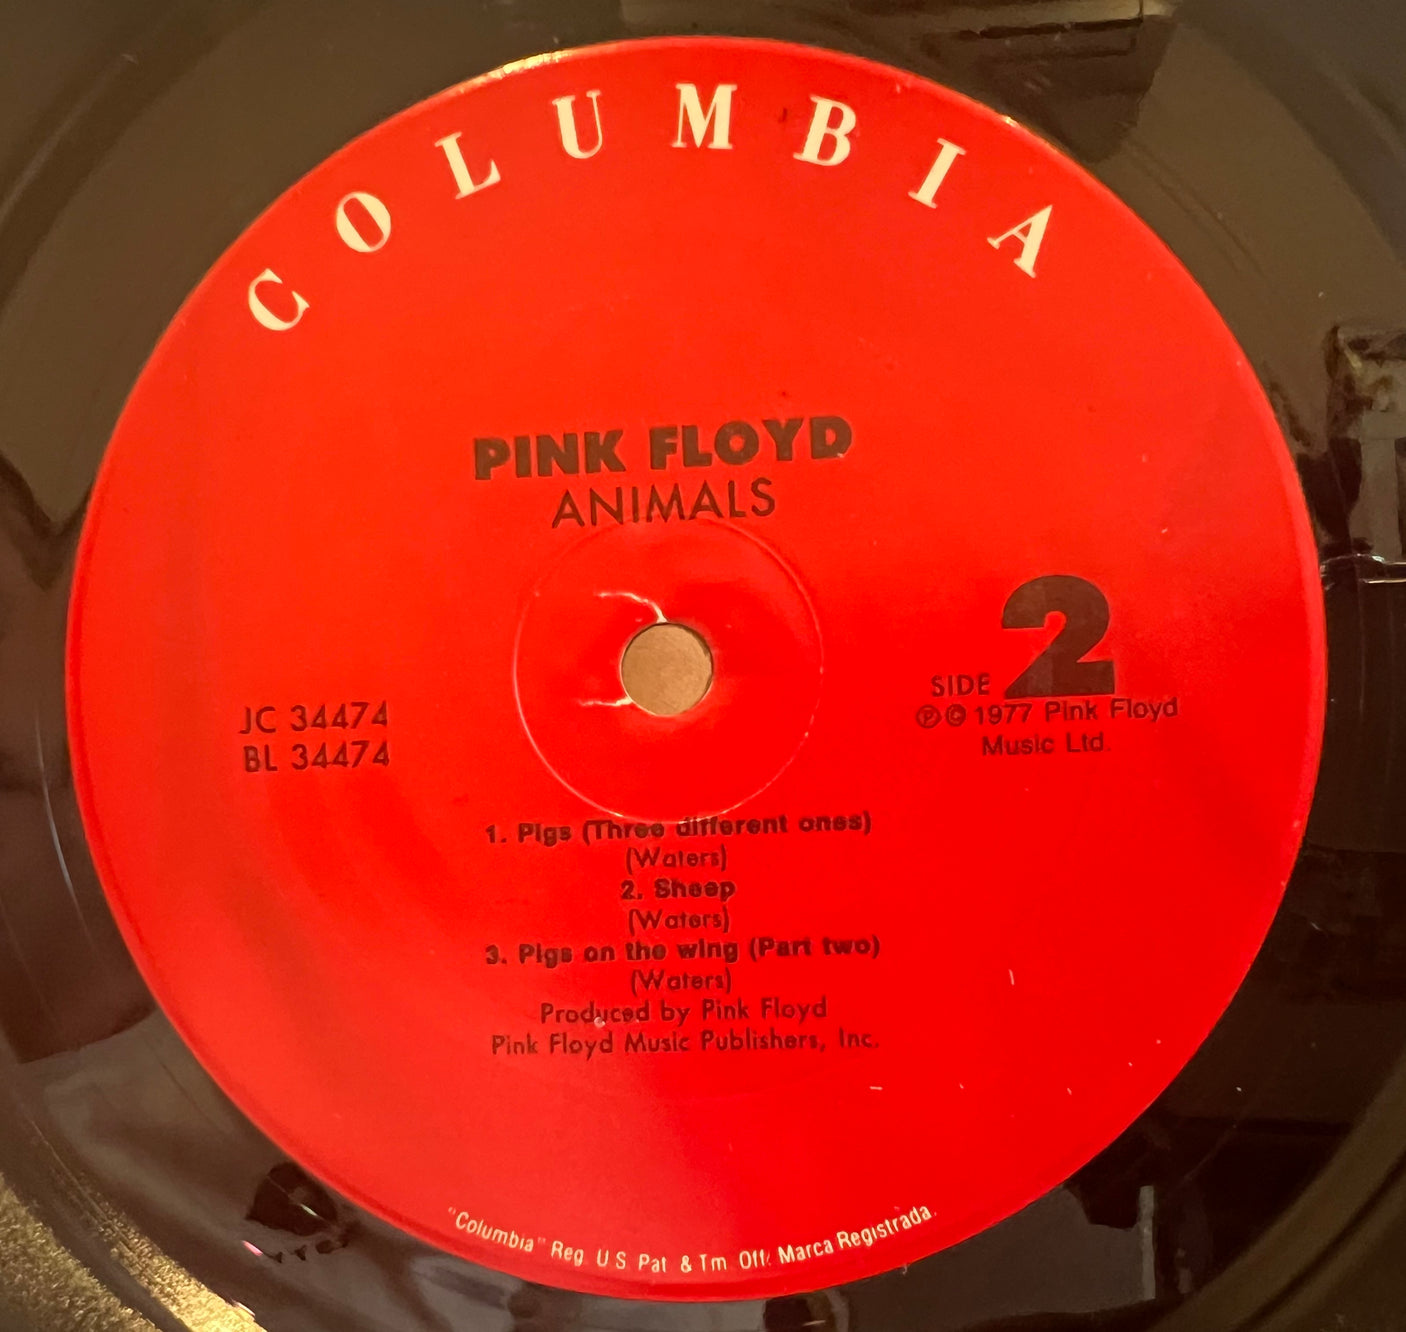 COLUMBIA
PINK FLOYD
ANIMALS
JC 34474
BL 34474
SIDE 2
℗© 1977 Pink Floyd
Music Ltd.
1. Pigs (Three different ones)
(Waters)
2. Sheep
(Waters)
3. Pigs on the wing (Part two)
(Waters)
Produced by Pink Floyd
Pink Floyd Music Publishers, Inc.
"Columbia" Reg. U.S. Pat. & Tm. Off. Marca Registrada.